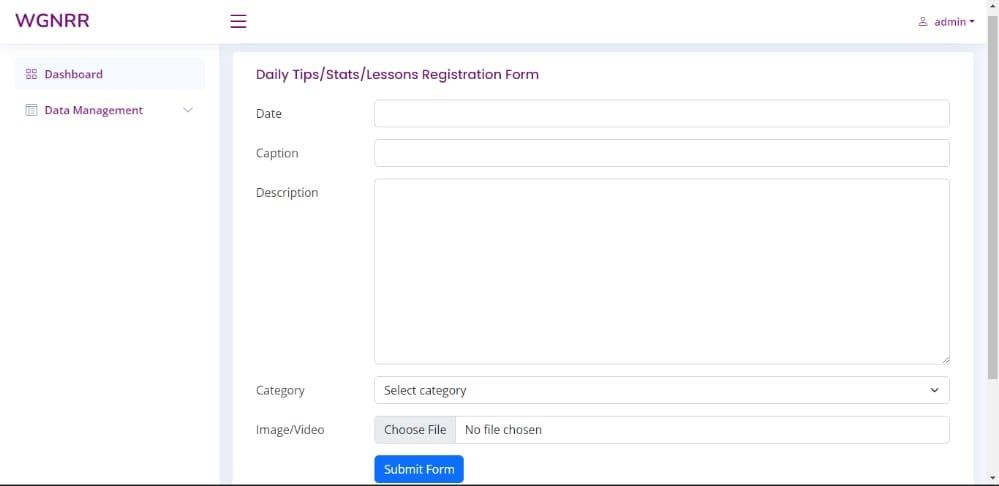 WGNRR
admin
Dashboard
Data Management
Daily Tips/Stats/Lessons Registration Form
Date
Caption
Description
Category
Select category
Image/Video
Choose File
No file chosen
Submit Form